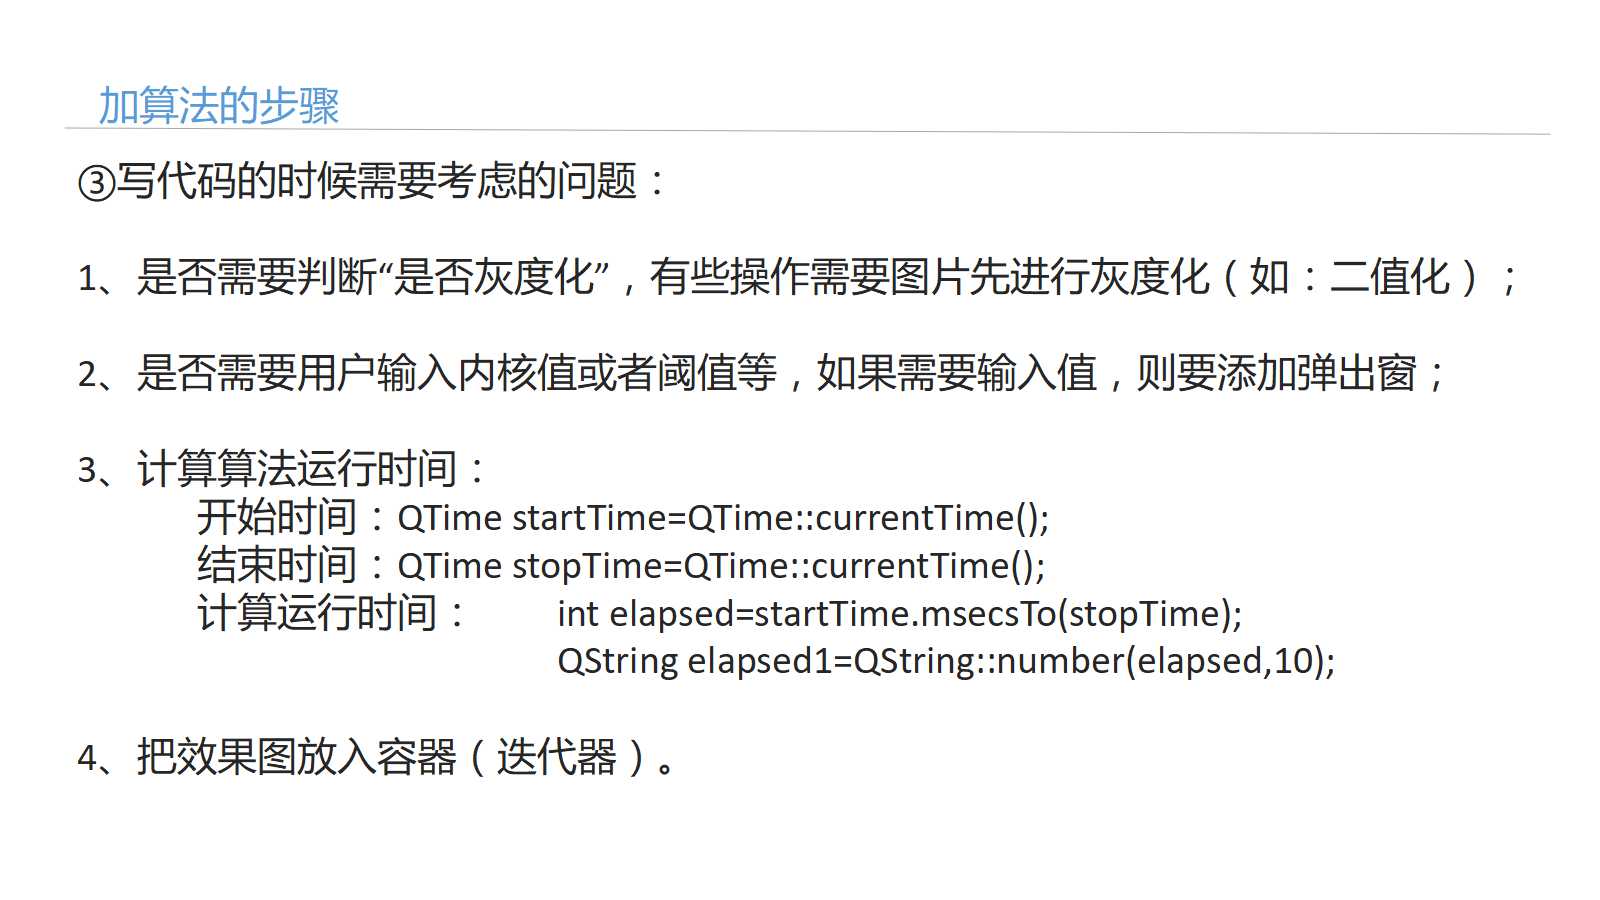 加算法的步骤
③写代码的时候需要考虑的问题：
1、是否需要判断“是否灰度化”，有些操作需要图片先进行灰度化（如：二值化）；
2、是否需要用户输入内核值或者阈值等，如果需要输入值，则要添加弹出窗；
3、计算算法运行时间：
开始时间：QTime startTime=QTime::currentTime();
结束时间：QTime stopTime=QTime::currentTime();
计算运行时间： int elapsed=startTime.msecsTo(stopTime);
QString elapsed1=QString::number(elapsed,10);
4、把效果图放入容器（迭代器）。